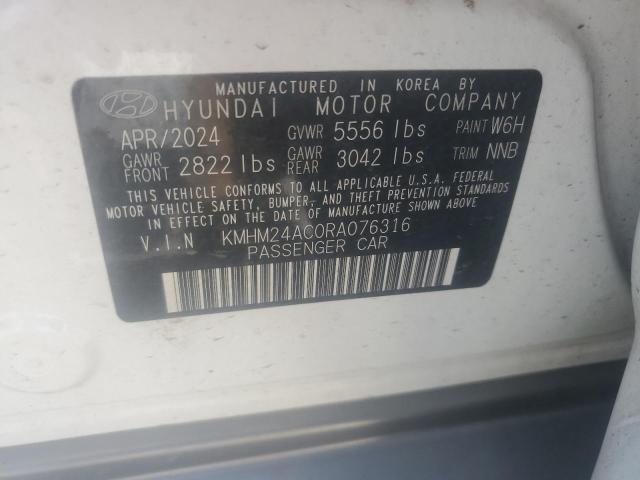 MANUFACTURED IN KOREA BY
HYUNDAI MOTOR COMPANY
APR/2024 GVWR 5556 lbs PAINT W6H
GAWR FRONT 2822 lbs GAWR REAR 3042 lbs TRIM NNB
THIS VEHICLE CONFORMS TO ALL APPLICABLE U.S.A. FEDERAL
MOTOR VEHICLE SAFETY, BUMPER, AND THEFT PREVENTION STANDARDS
IN EFFECT ON THE DATE OF MANUFACTURE SHOWN ABOVE.
V.I.N KMHM24AC0RA076316
PASSENGER CAR